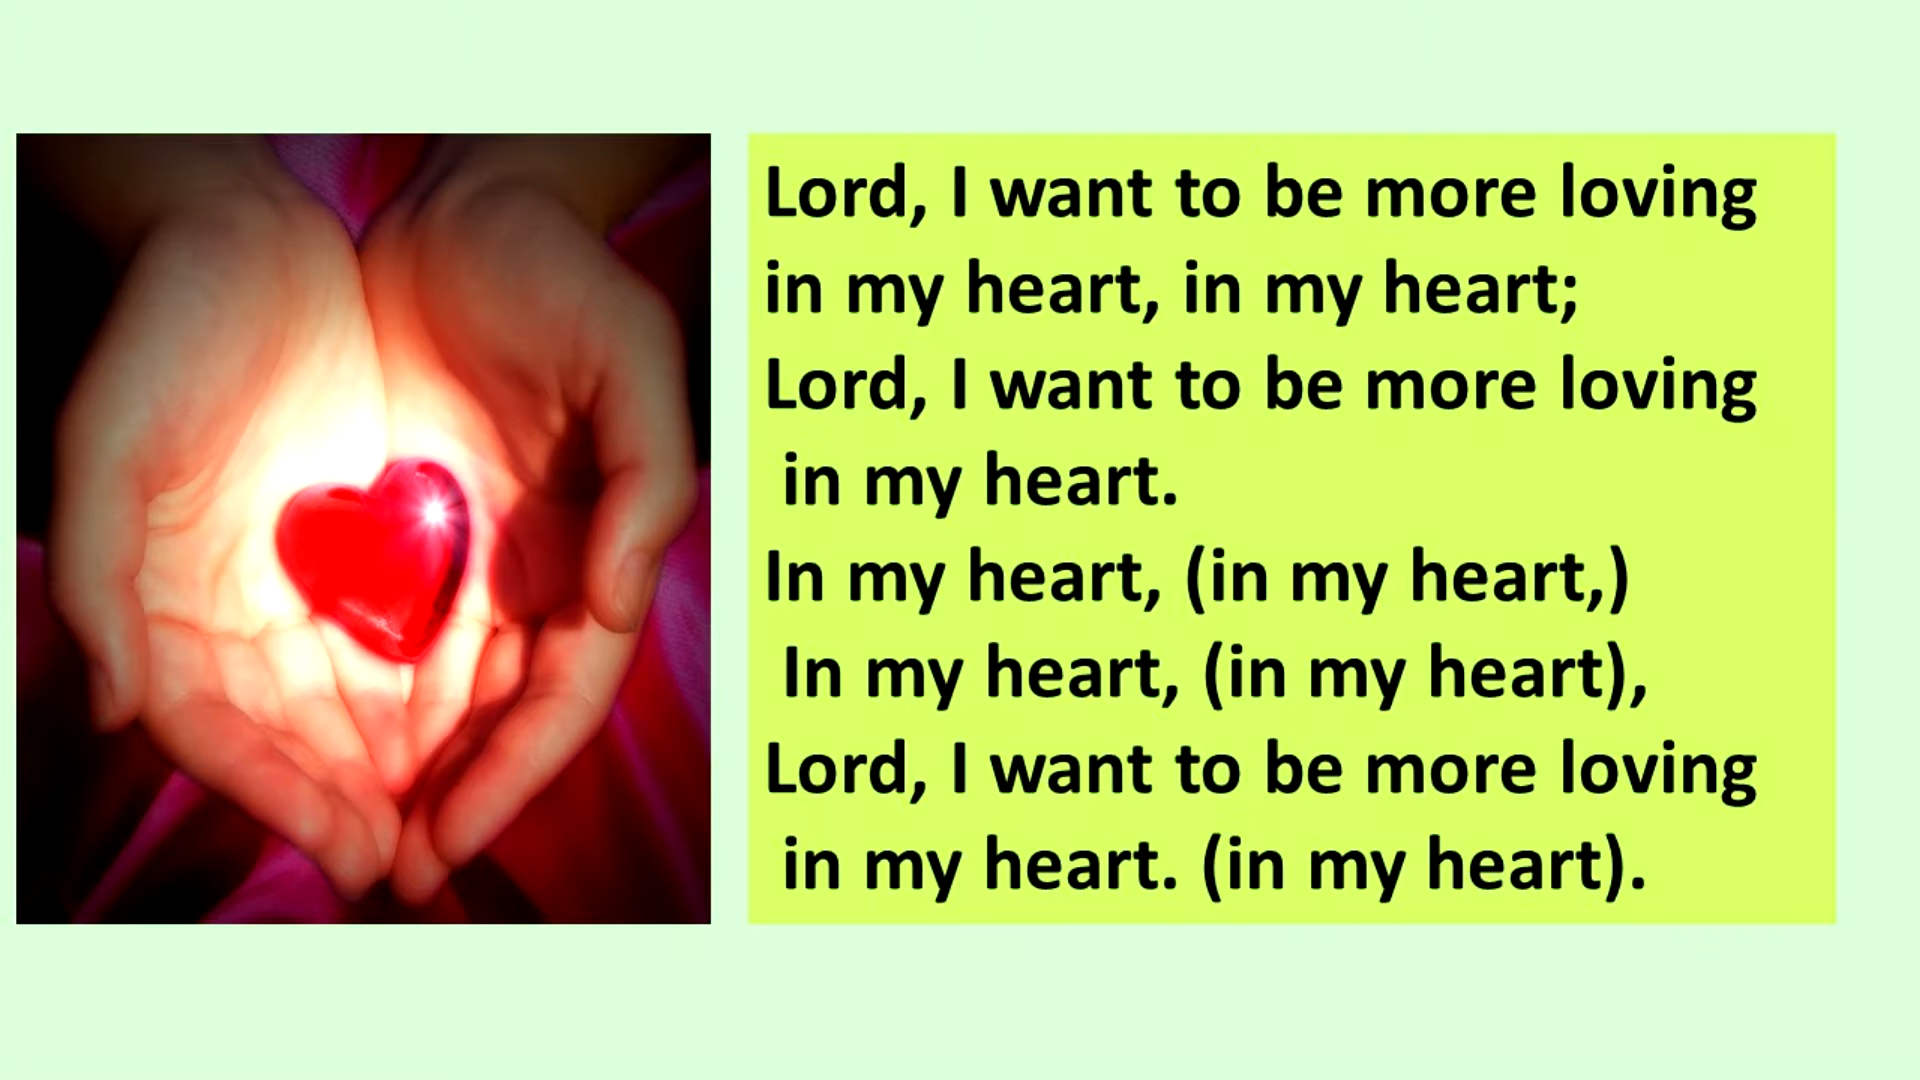 Lord, I want to be more loving
in my heart, in my heart;
Lord, I want to be more loving
in my heart.
In my heart, (in my heart,)
In my heart, (in my heart),
Lord, I want to be more loving
in my heart. (in my heart).